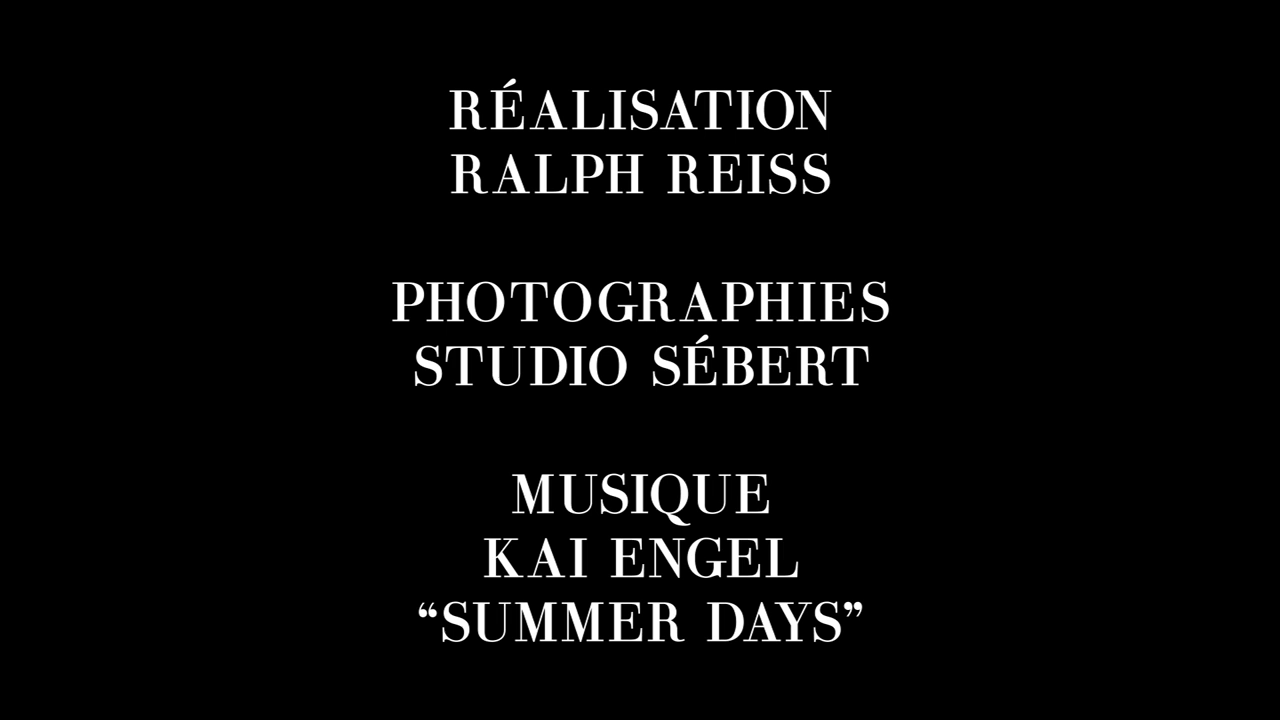 RÉALISATION
RALPH REISS
PHOTOGRAPHIES
STUDIO SÉBERT
MUSIQUE
KAI ENGEL
“SUMMER DAYS”